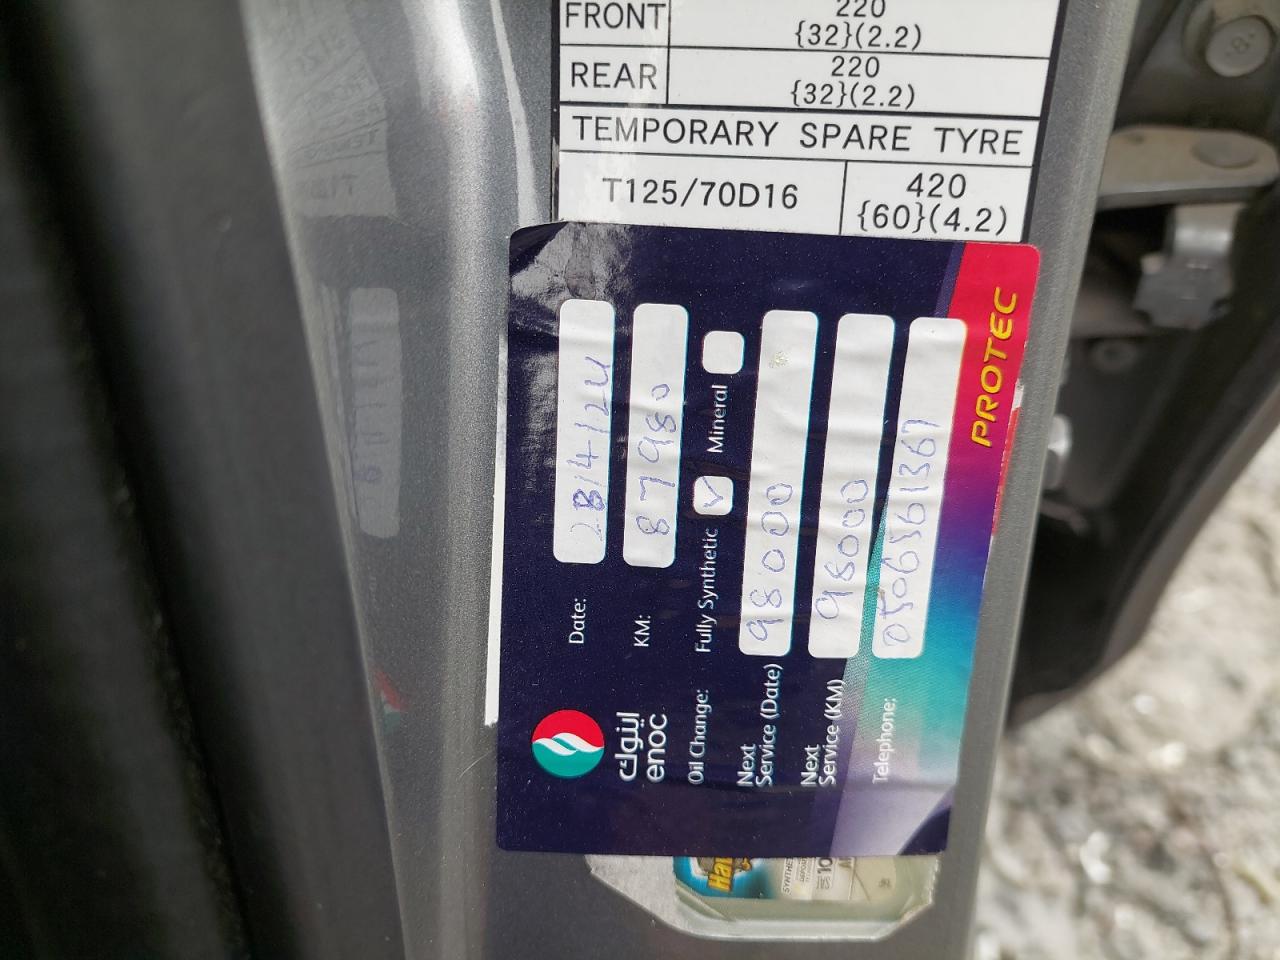 FRONT 220
{32}(2.2)
REAR 220
{32}(2.2)
TEMPORARY SPARE TYRE
T125/70D16 420
{60}(4.2)
اينوك
enoc
PROTEC
Date: 28/4/24
KM: 87980
Oil Change: Fully Synthetic ✓ Mineral
Next
Service (Date) 98000
Next
Service (KM) 98000
Telephone: 0506561367